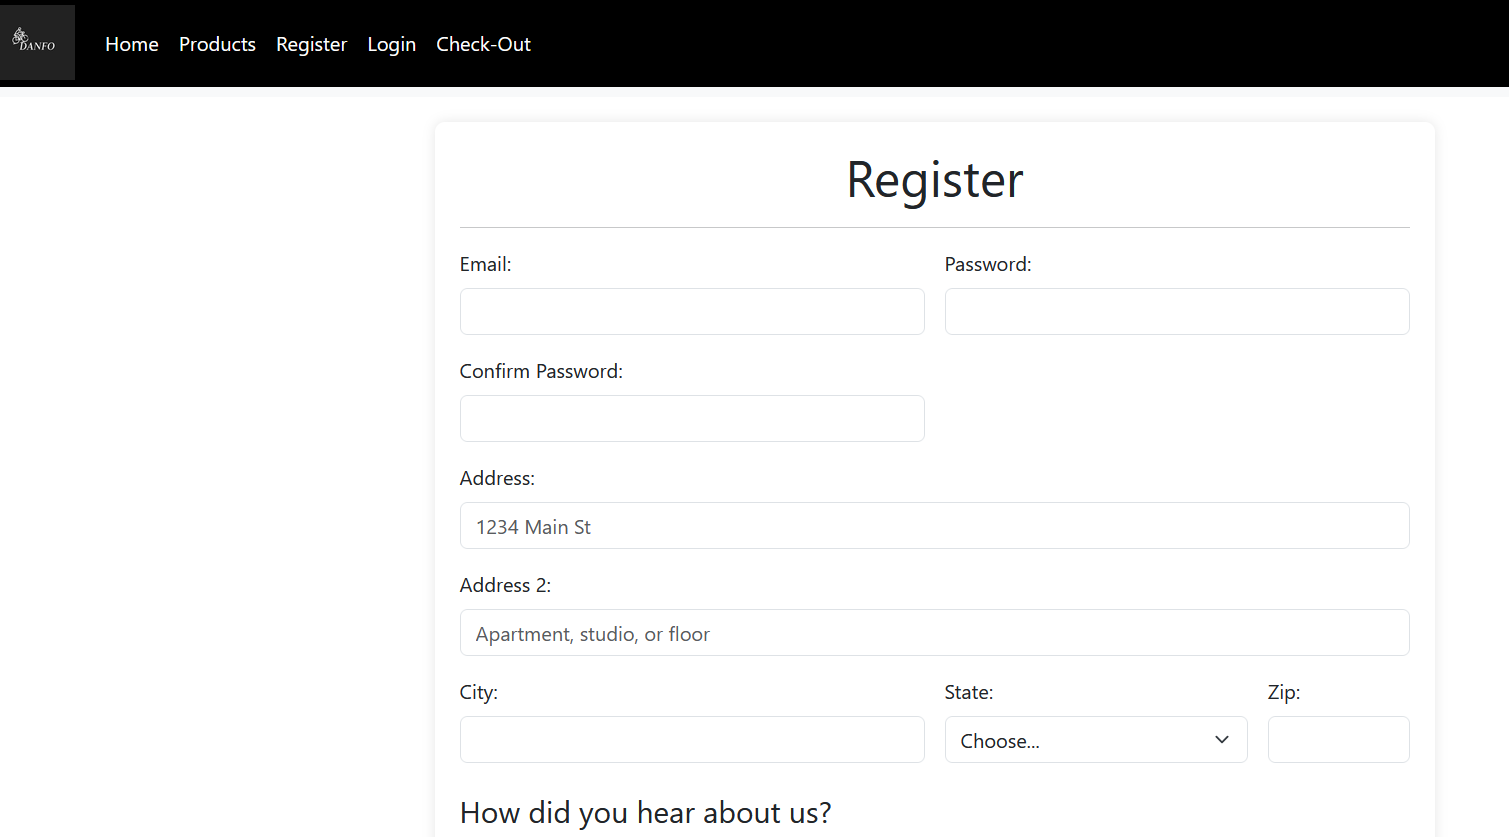 DANFO
Home Products Register Login Check-Out
Register
Email: Password:
Confirm Password:
Address:
1234 Main St
Address 2:
Apartment, studio, or floor
City: State: Zip:
Choose...
How did you hear about us?